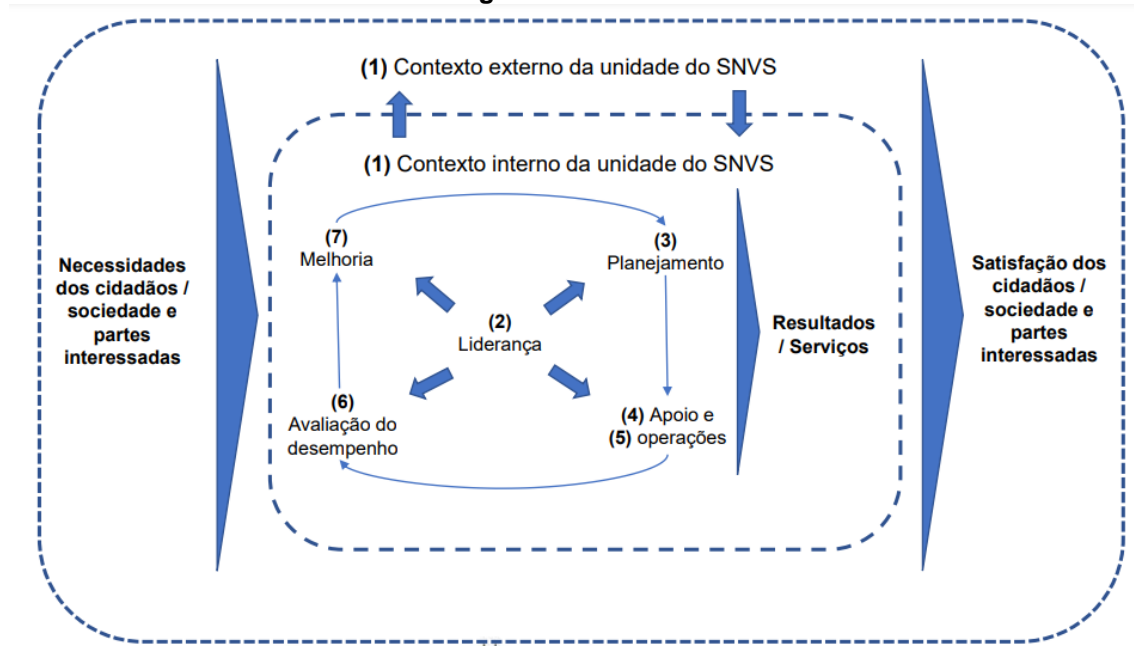 (1) Contexto externo da unidade do SNVS
(1) Contexto interno da unidade do SNVS
Necessidades
dos cidadãos /
sociedade e
partes
interessadas
(7)
Melhoria
(3)
Planejamento
(2)
Liderança
(6)
Avaliação do
desempenho
(4) Apoio e
(5) operações
Resultados
/ Serviços
Satisfação dos
cidadãos /
sociedade e
partes
interessadas